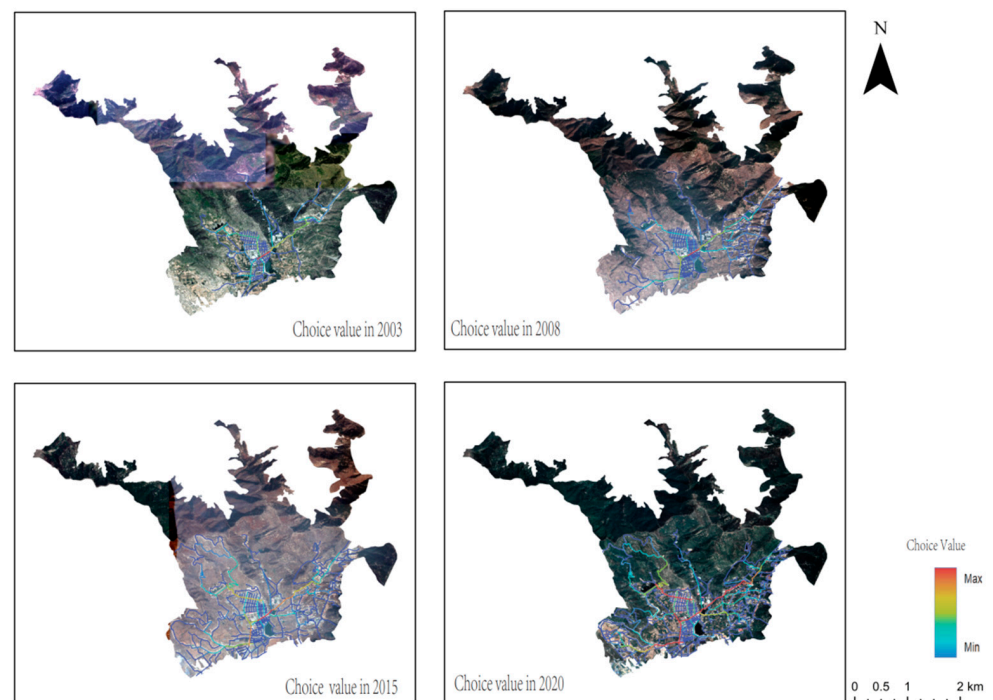 N
Choice value in 2003
Choice value in 2008
Choice value in 2015
Choice value in 2020
Choice Value
Max
Min
0 0.5 1 2 km